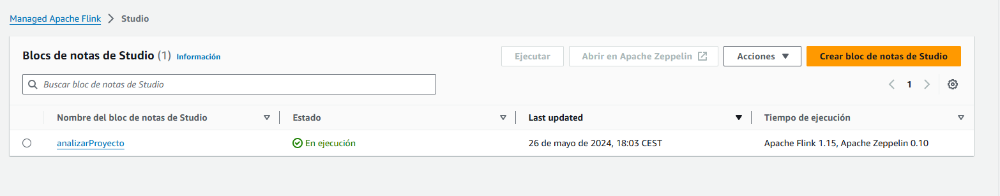 Managed Apache Flink > Studio
Blocs de notas de Studio (1) Información
Ejecutar
Abrir en Apache Zeppelin
Acciones
Crear bloc de notas de Studio
Buscar bloc de notas de Studio
1
Nombre del bloc de notas de Studio Estado Last updated Tiempo de ejecución
analizarProyecto En ejecución 26 de mayo de 2024, 18:03 CEST Apache Flink 1.15, Apache Zeppelin 0.10